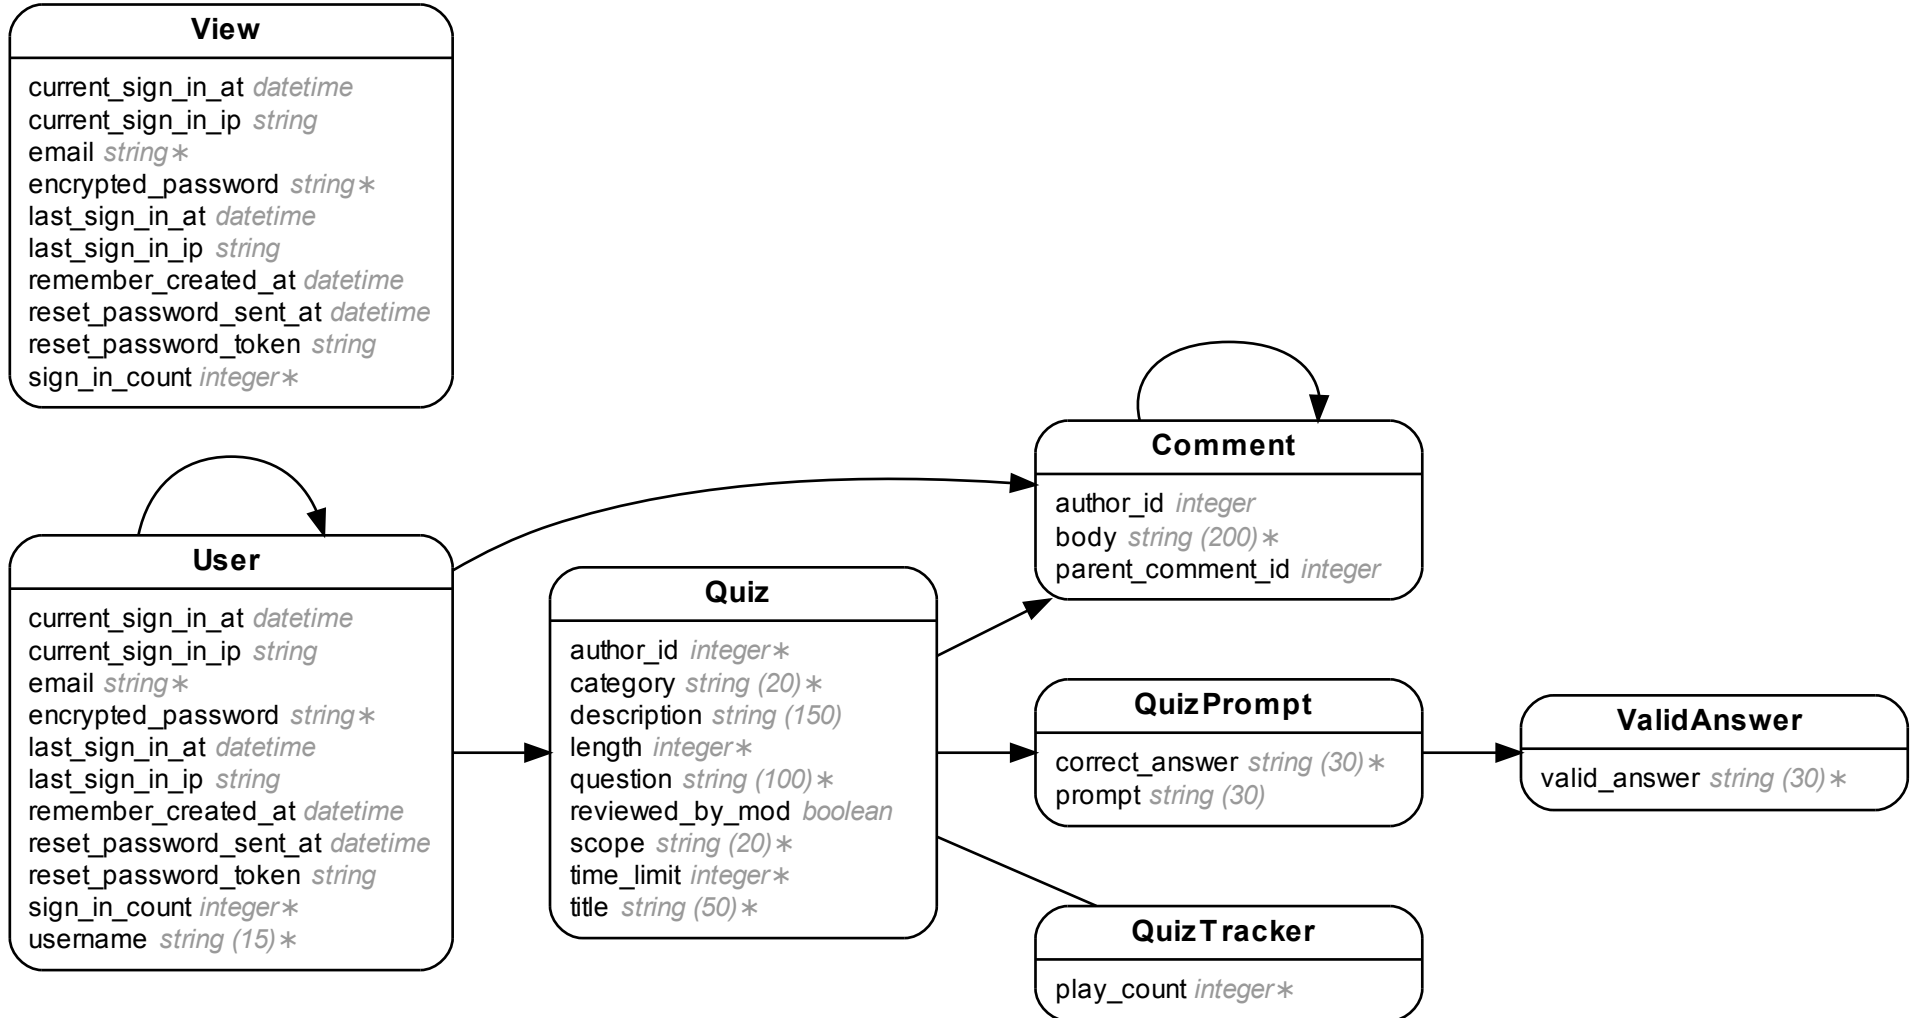 View
current_sign_in_at datetime
current_sign_in_ip string
email string∗
encrypted_password string∗
last_sign_in_at datetime
last_sign_in_ip string
remember_created_at datetime
reset_password_sent_at datetime
reset_password_token string
sign_in_count integer∗
User
current_sign_in_at datetime
current_sign_in_ip string
email string∗
encrypted_password string∗
last_sign_in_at datetime
last_sign_in_ip string
remember_created_at datetime
reset_password_sent_at datetime
reset_password_token string
sign_in_count integer∗
username string (15)∗
Quiz
author_id integer∗
category string (20)∗
description string (150)
length integer∗
question string (100)∗
reviewed_by_mod boolean
scope string (20)∗
time_limit integer∗
title string (50)∗
Comment
author_id integer
body string (200)∗
parent_comment_id integer
QuizPrompt
correct_answer string (30)∗
prompt string (30)
QuizTracker
play_count integer∗
ValidAnswer
valid_answer string (30)∗